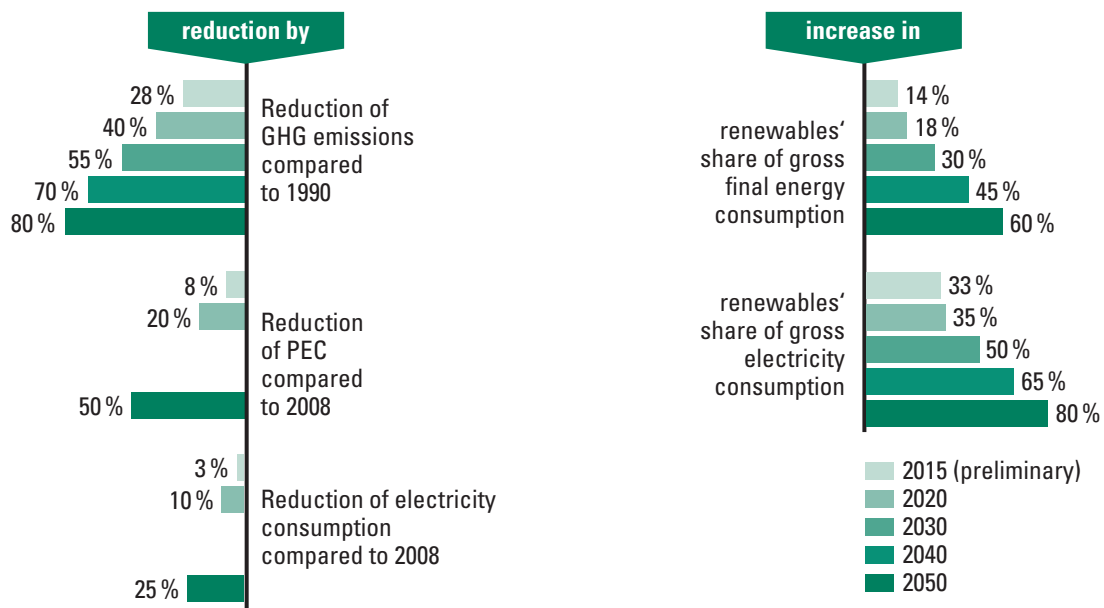 reduction by
28 %
40 %
55 %
70 %
80 %
Reduction of
GHG emissions
compared
to 1990
8 %
20 %
50 %
Reduction
of PEC
compared
to 2008
3 %
10 %
25 %
Reduction of electricity
consumption
compared to 2008
increase in
renewables‘
share of gross
final energy
consumption
14 %
18 %
30 %
45 %
60 %
renewables‘
share of gross
electricity
consumption
33 %
35 %
50 %
65 %
80 %
2015 (preliminary)
2020
2030
2040
2050